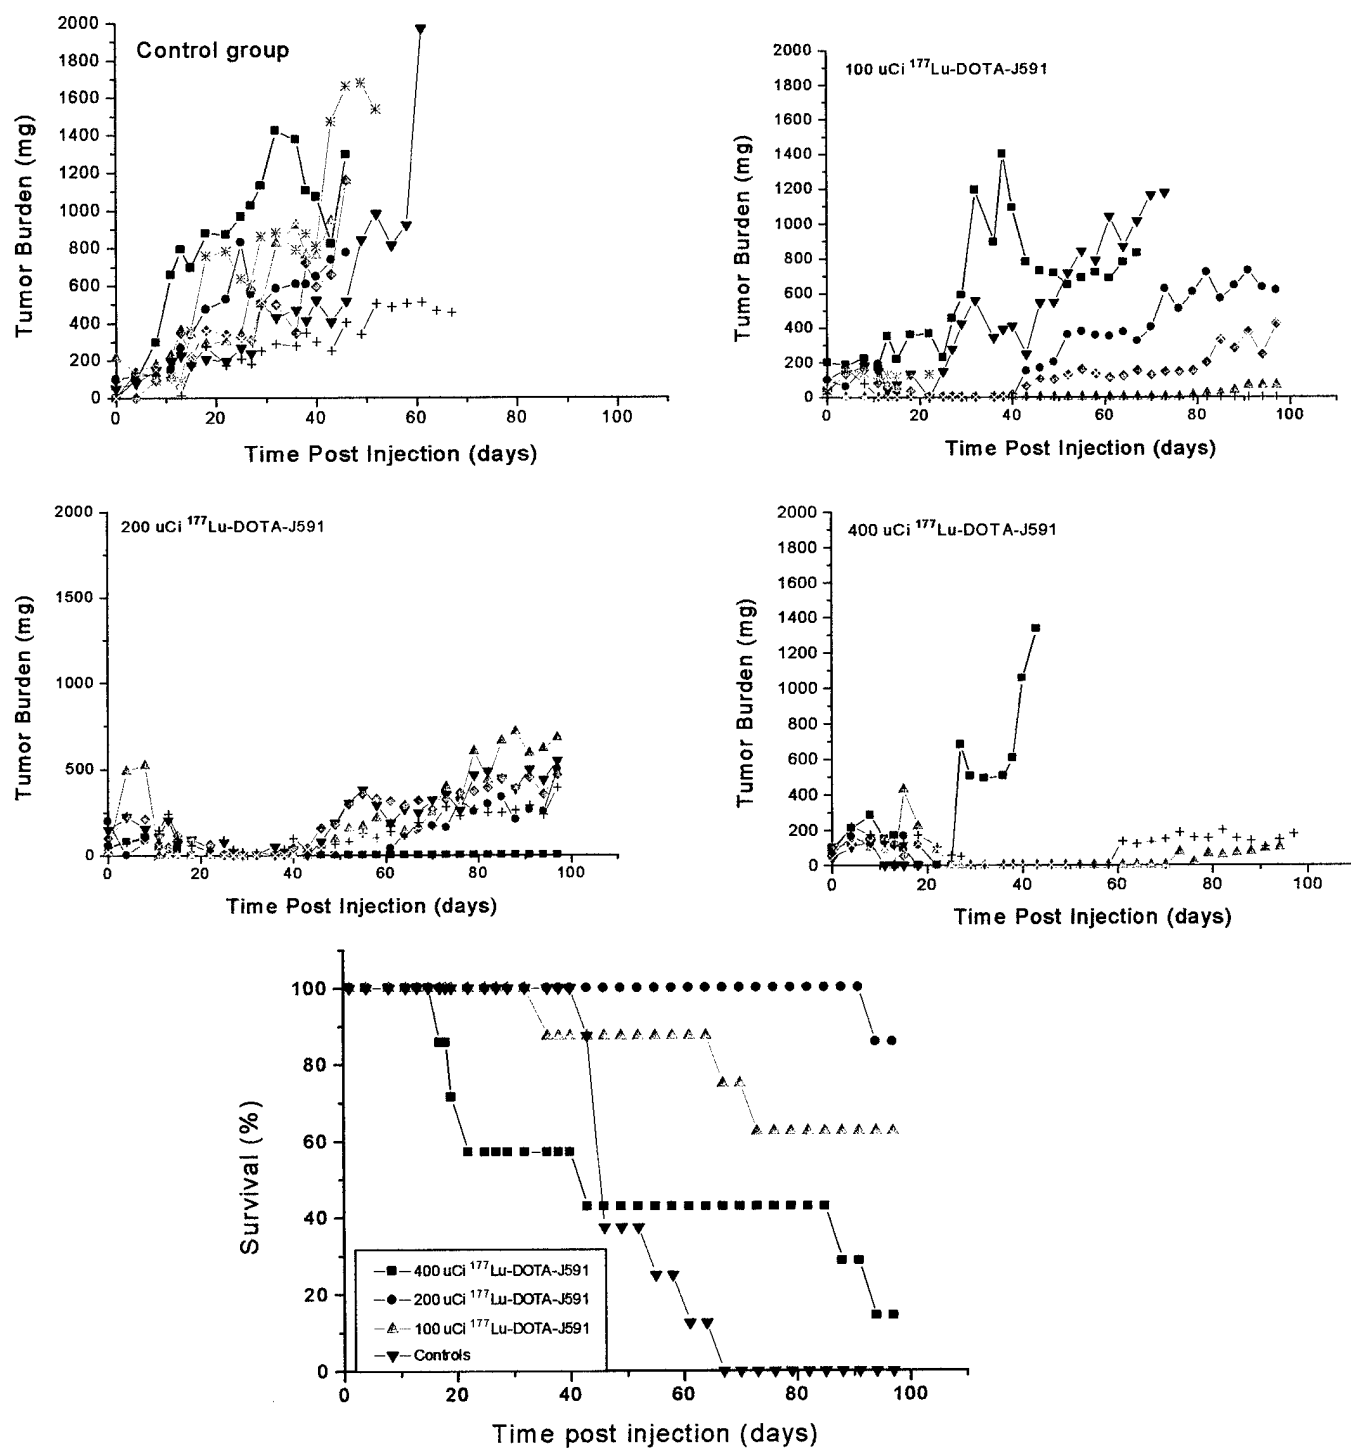 Control group
Tumor Burden (mg)
2000
1800
1600
1400
1200
1000
800
600
400
200
0
0 20 40 60 80 100
Time Post Injection (days)
100 uCi ¹⁷⁷Lu-DOTA-J591
Tumor Burden (mg)
2000
1800
1600
1400
1200
1000
800
600
400
200
0
0 20 40 60 80 100
Time Post Injection (days)
200 uCi ¹⁷⁷Lu-DOTA-J591
Tumor Burden (mg)
2000
1500
1000
500
0
0 20 40 60 80 100
Time Post Injection (days)
400 uCi ¹⁷⁷Lu-DOTA-J591
Tumor Burden (mg)
2000
1800
1600
1400
1200
1000
800
600
400
200
0
0 20 40 60 80 100
Time Post Injection (days)
Survival (%)
100
80
60
40
20
0
400 uCi ¹⁷⁷Lu-DOTA-J591
200 uCi ¹⁷⁷Lu-DOTA-J591
100 uCi ¹⁷⁷Lu-DOTA-J591
Controls
0 20 40 60 80 100
Time post injection (days)